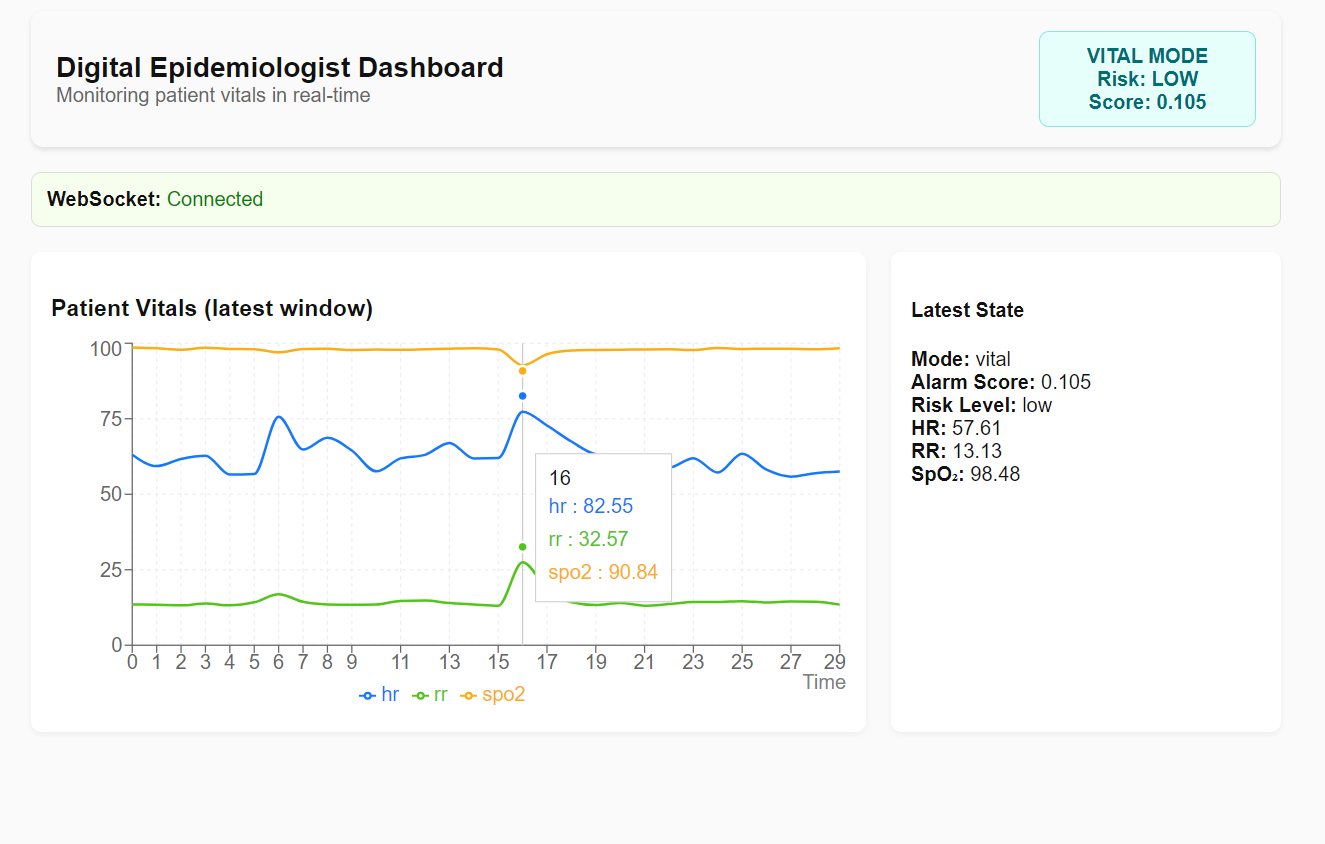 Digital Epidemiologist Dashboard
Monitoring patient vitals in real-time
VITAL MODE
Risk: LOW
Score: 0.105
WebSocket: Connected
Patient Vitals (latest window)
100
75
50
25
0
16
hr : 82.55
rr : 32.57
spo2 : 90.84
0 1 2 3 4 5 6 7 8 9 11 13 15 17 19 21 23 25 27 29
Time
hr rr spo2
Latest State
Mode: vital
Alarm Score: 0.105
Risk Level: low
HR: 57.61
RR: 13.13
SpO₂: 98.48